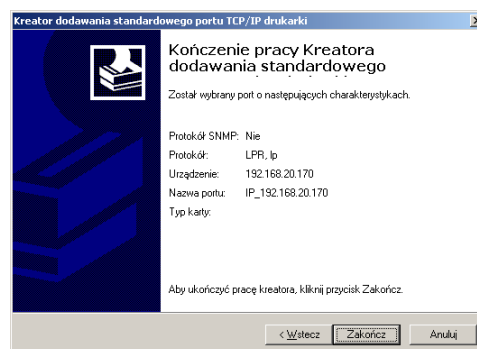 Kreator dodawania standardowego portu TCP/IP drukarki
Kończenie pracy Kreatora
dodawania standardowego
Został wybrany port o następujących charakterystykach.
Protokół SNMP: Nie
Protokół: LPR, lp
Urządzenie: 192.168.20.170
Nazwa portu: IP_192.168.20.170
Typ karty:
Aby ukończyć pracę kreatora, kliknij przycisk Zakończ.
< Wstecz Zakończ Anuluj